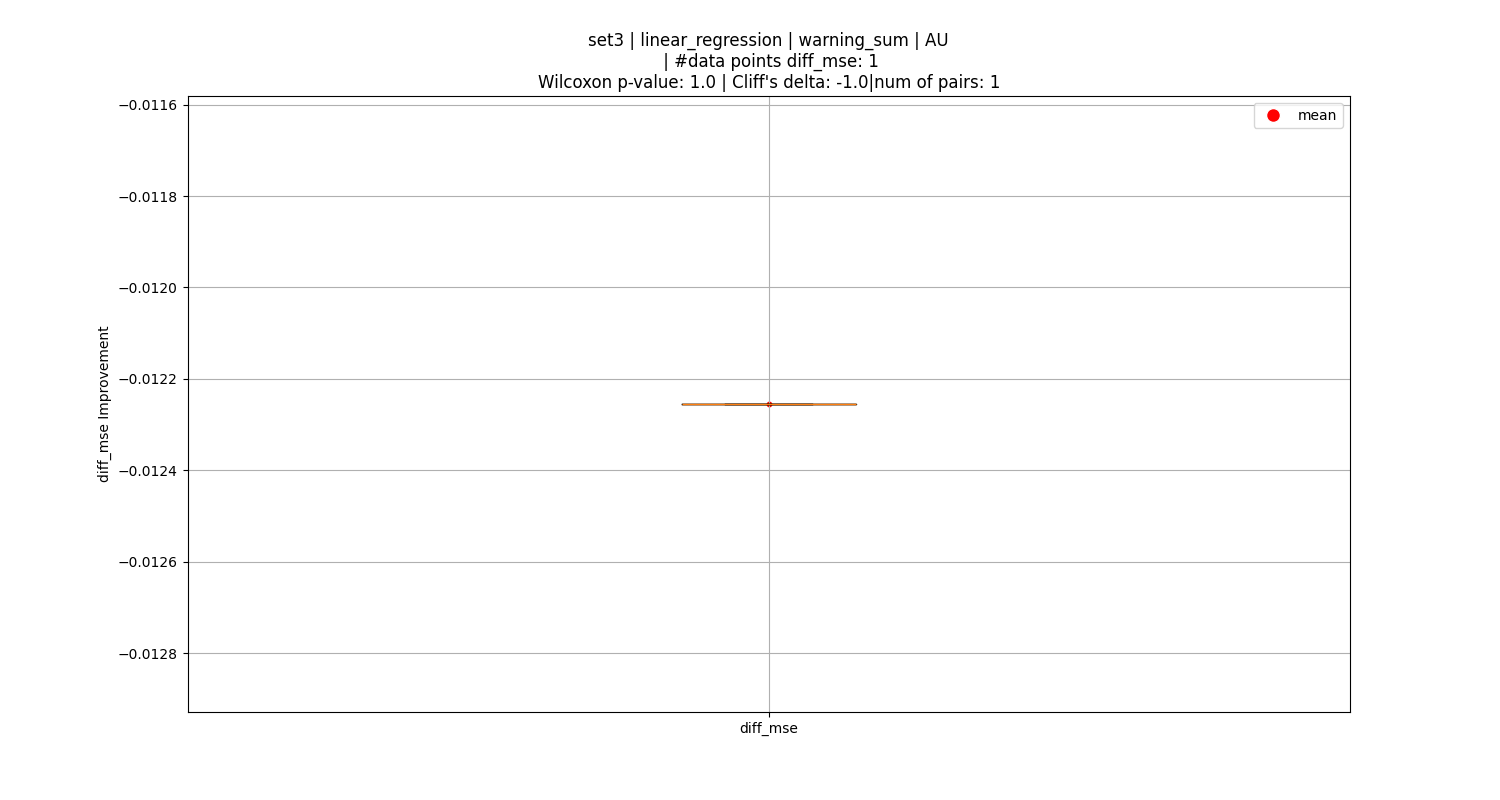 set3 | linear_regression | warning_sum | AU
| #data points diff_mse: 1
Wilcoxon p-value: 1.0 | Cliff's delta: -1.0|num of pairs: 1
mean
−0.0116
−0.0118
−0.0120
−0.0122
−0.0124
−0.0126
−0.0128
diff_mse Improvement
diff_mse